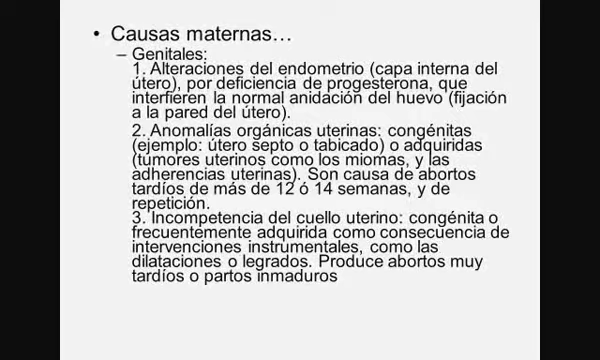 • Causas maternas…
– Genitales:
1. Alteraciones del endometrio (capa interna del
útero), por deficiencia de progesterona, que
interfieren la normal anidación del huevo (fijación
a la pared del útero).
2. Anomalías orgánicas uterinas: congénitas
(ejemplo: útero septo o tabicado) o adquiridas
(tumores uterinos como los miomas, y las
adherencias uterinas). Son causa de abortos
tardíos de más de 12 ó 14 semanas, y de
repetición.
3. Incompetencia del cuello uterino: congénita o
frecuentemente adquirida como consecuencia de
intervenciones instrumentales, como las
dilataciones o legrados. Produce abortos muy
tardíos o partos inmaduros